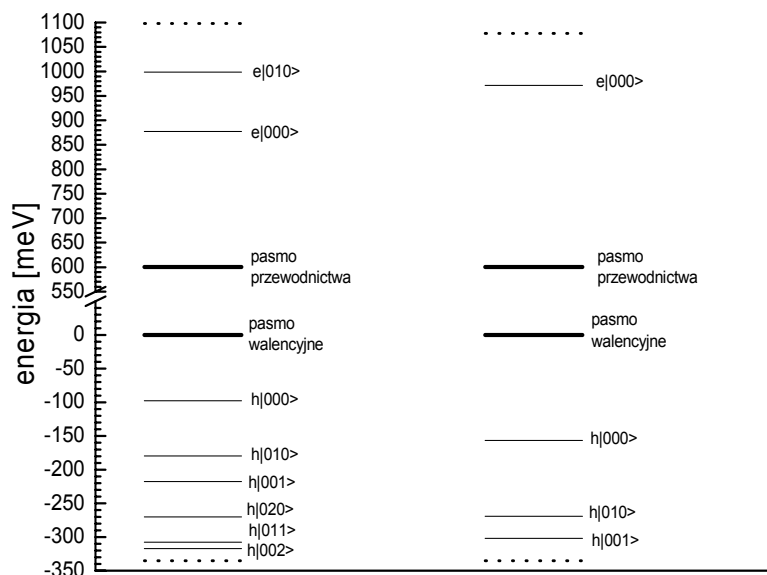 energia [meV]
1100
1050
1000
950
900
850
800
750
700
650
600
550
0
-50
-100
-150
-200
-250
-300
-350
e|010>
e|000>
pasmo
przewodnictwa
pasmo
walencyjne
h|000>
h|010>
h|001>
h|020>
h|011>
h|002>
e|000>
pasmo
przewodnictwa
pasmo
walencyjne
h|000>
h|010>
h|001>